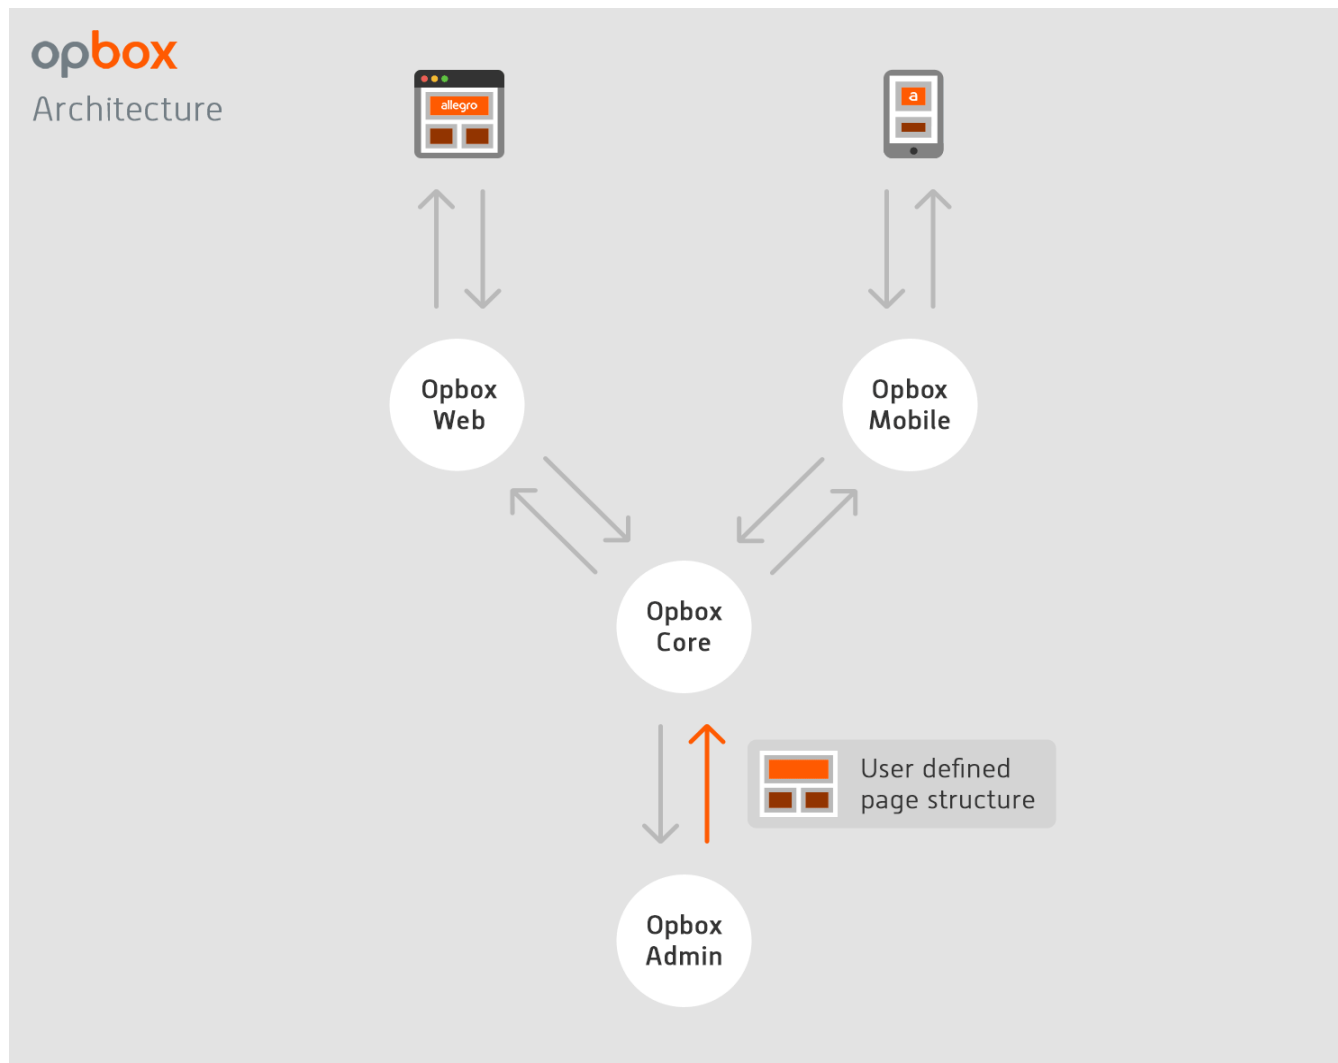 opbox
Architecture
allegro
a
Opbox
Web
Opbox
Mobile
Opbox
Core
User defined
page structure
Opbox
Admin